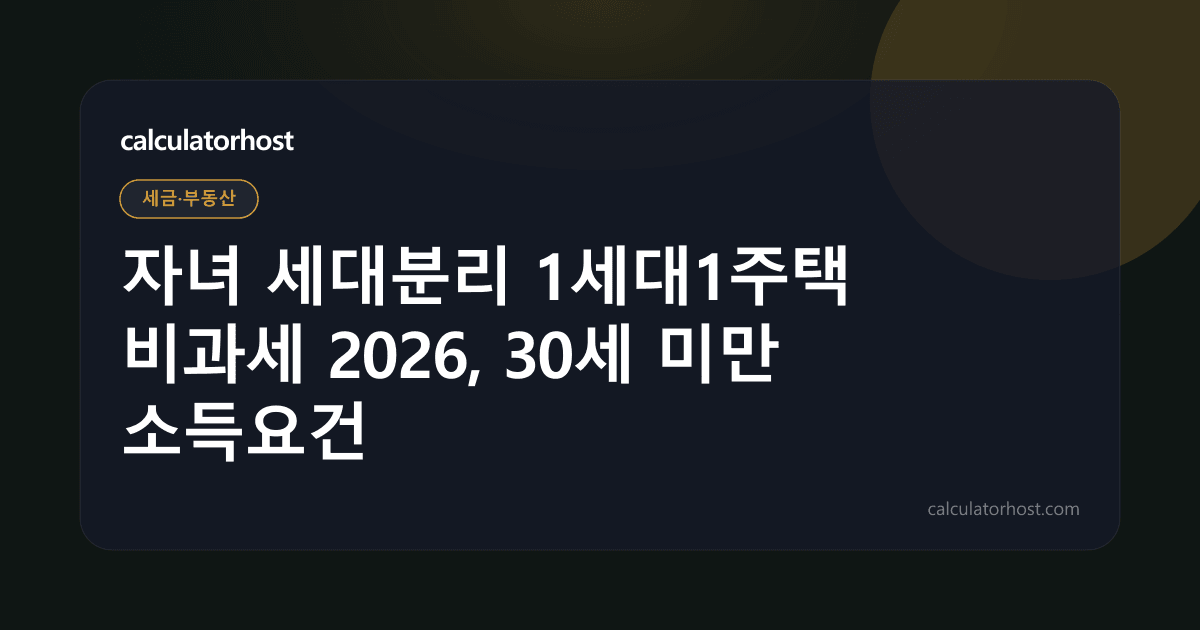 calculatorhost
세금·부동산
자녀 세대분리 1세대1주택
비과세 2026, 30세 미만
소득요건
calculatorhost.com